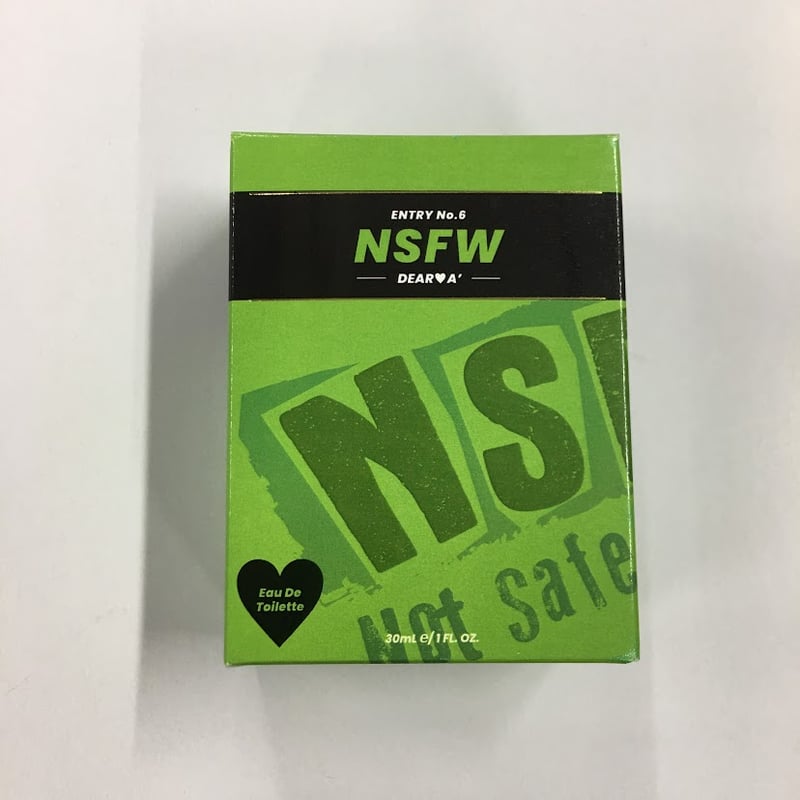 ENTRY No.6
NSFW
DEAR♥A'
NS
Not Safe
Eau De
Toilette
30mL e/1 FL. OZ.